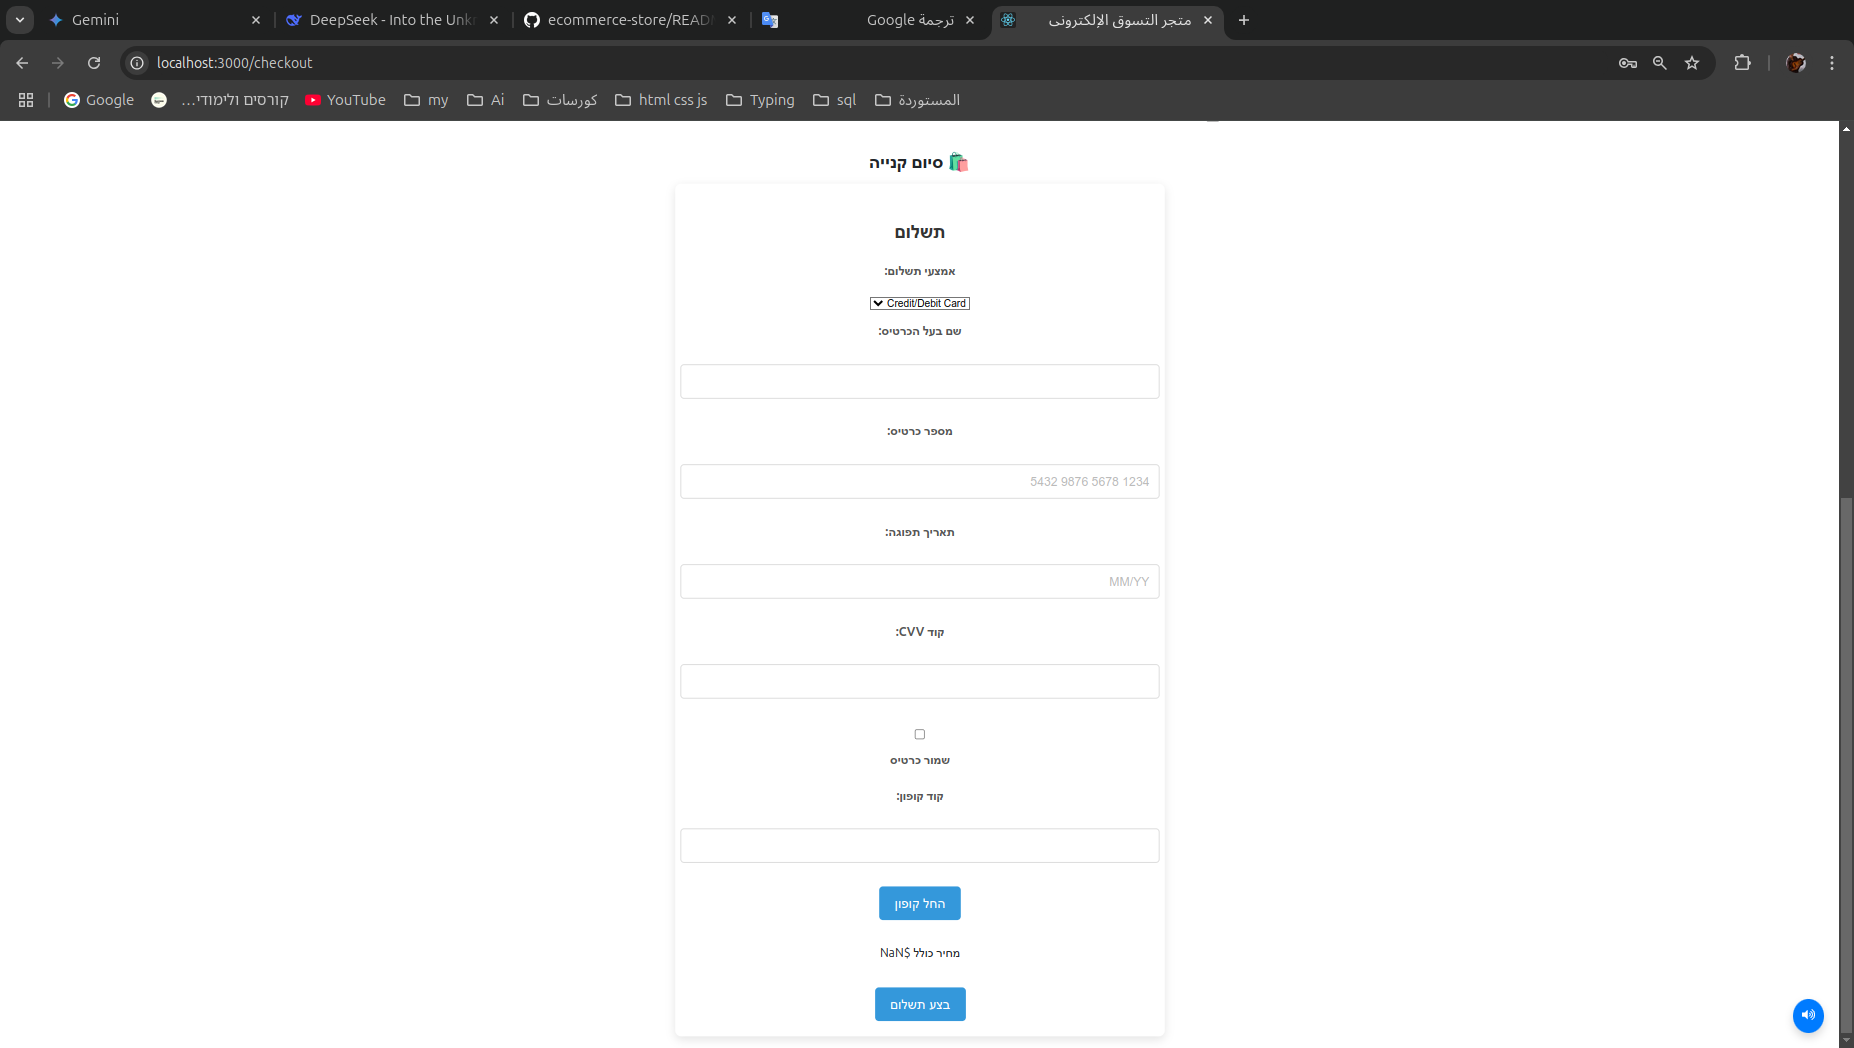 Gemini
DeepSeek - Into the Unkn
ecommerce-store/READ
ترجمة Google
متجر التسوق الإلكتروني
localhost:3000/checkout
Google
קורסים ולימודי...
YouTube
my
Ai
كورسات
html css js
Typing
sql
المستوردة
סיום קנייה
תשלום
אמצעי תשלום:
Credit/Debit Card
שם בעל הכרטיס:
מספר כרטיס:
5432 9876 5678 1234
תאריך תפוגה:
MM/YY
קוד CVV:
שמור כרטיס
קוד קופון:
החל קופון
מחיר כולל $NaN
בצע תשלום